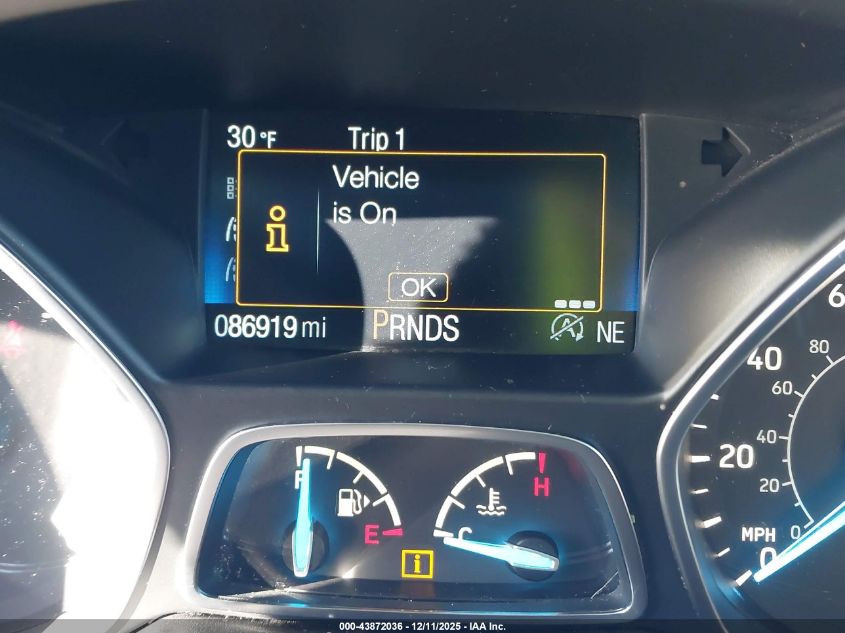 30 °F Trip 1
Vehicle
is On
i
OK
086919 mi PRNDS A NE
F E
C H
i
6
40
20
0
MPH
80
60
40
20
0
000-43872036 - 12/11/2025 - IAA Inc.